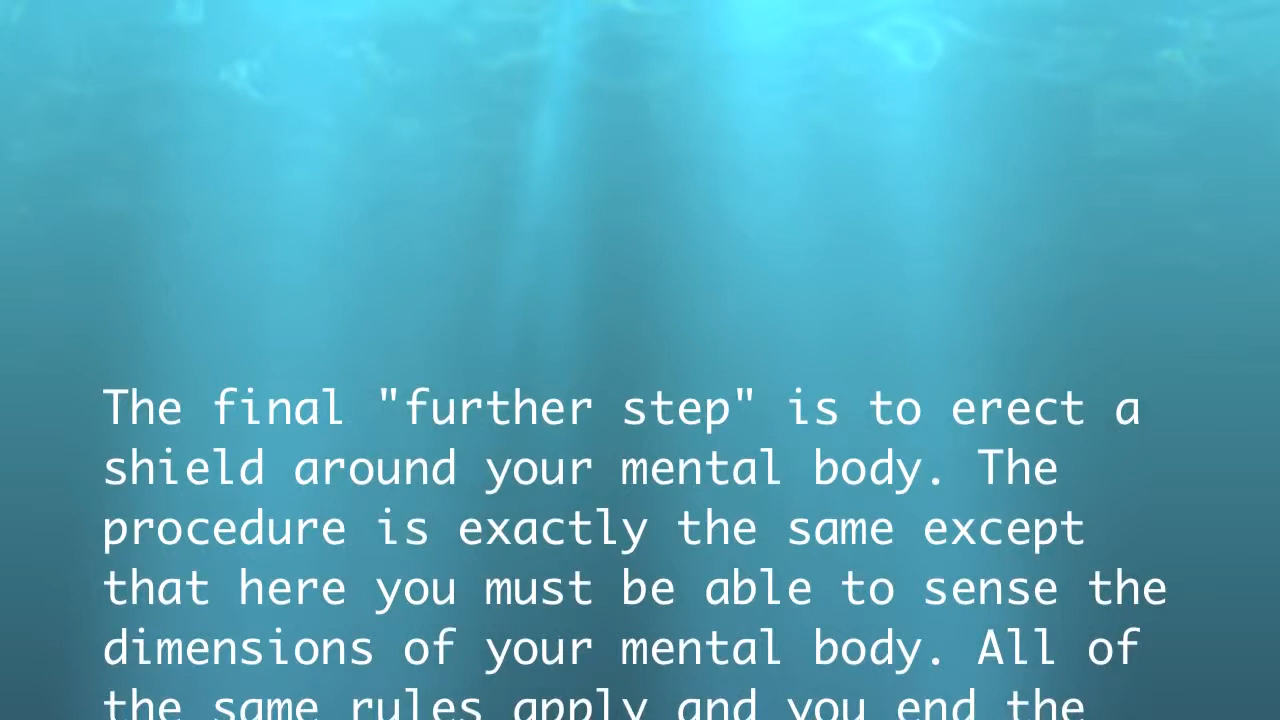 The final "further step" is to erect a
shield around your mental body. The
procedure is exactly the same except
that here you must be able to sense the
dimensions of your mental body. All of
the same rules apply and you end the